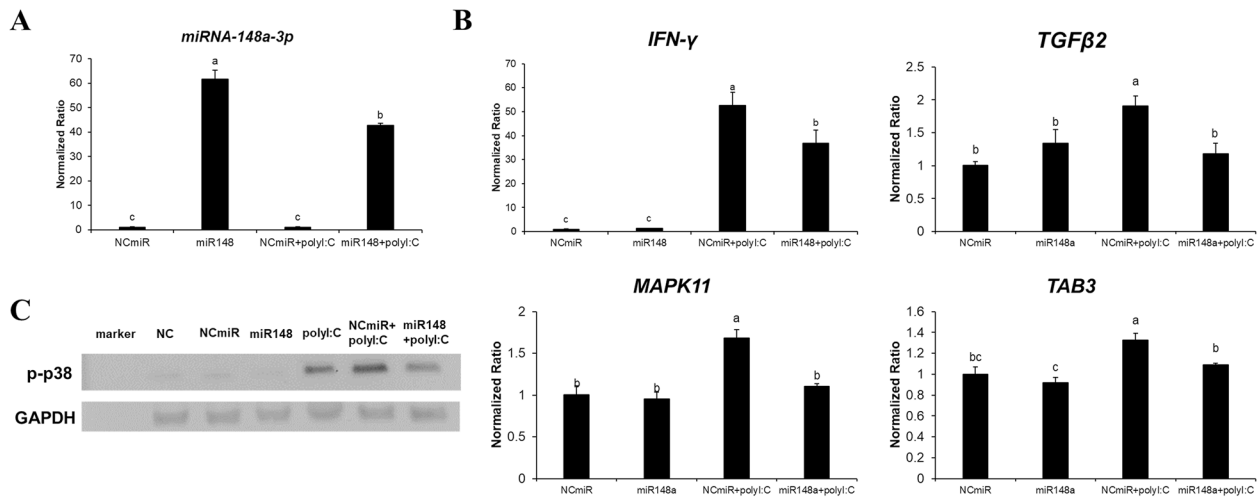 A
miRNA-148a-3p
Normalized Ratio
70
60
50
40
30
20
10
0
c
a
c
b
NCmiR miR148 NCmiR+polyI:C miR148+polyI:C
B
IFN-γ
Normalized Ratio
70
60
50
40
30
20
10
0
c
c
a
b
NCmiR miR148 NCmiR+polyI:C miR148+polyI:C
TGFβ2
Normalized Ratio
2.5
2
1.5
1
0.5
0
b
b
a
b
NCmiR miR148a NCmiR+polyI:C miR148a+polyI:C
MAPK11
Normalized Ratio
2
1.5
1
0.5
0
b
b
a
b
NCmiR miR148a NCmiR+polyI:C miR148a+polyI:C
TAB3
Normalized Ratio
1.6
1.4
1.2
1
0.8
0.6
0.4
0.2
0
bc
c
a
b
NCmiR miR148a NCmiR+polyI:C miR148a+polyI:C
C
marker NC NCmiR miR148 polyI:C NCmiR+ polyI:C miR148 +polyI:C
p-p38
GAPDH